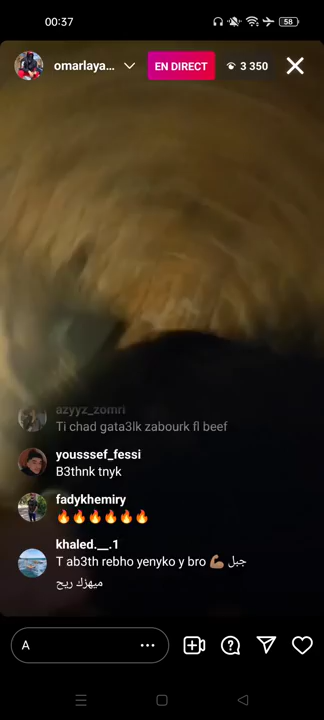 00:37
58
omarlaya...
EN DIRECT
3 350
azyyz_zomri
Ti chad gata3lk zabourk fl beef
yousssef_fessi
B3thnk tnyk
fadykhemiry
🔥🔥🔥🔥🔥🔥
khaled.__.1
T ab3th rebho yenyko y bro 💪🏽 جبل
ميهزك ريح
A